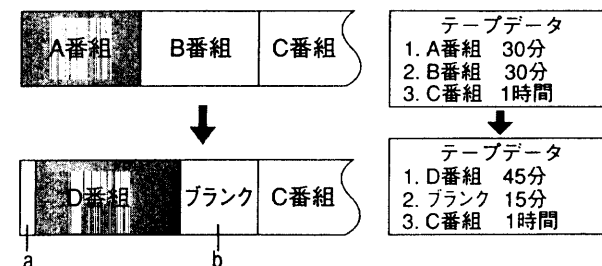 A番組 B番組 C番組
テープデータ
1. A番組 30分
2. B番組 30分
3. C番組 1時間
D番組 ブランク C番組
a b
テープデータ
1. D番組 45分
2. ブランク 15分
3. C番組 1時間